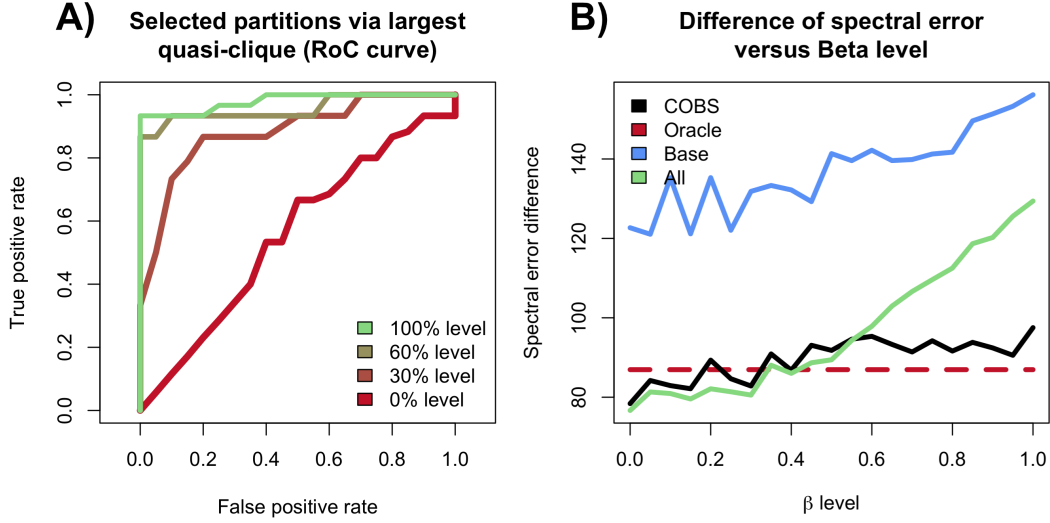 A)
Selected partitions via largest
quasi-clique (RoC curve)
True positive rate
1.0
0.8
0.6
0.4
0.2
0.0
100% level
60% level
30% level
0% level
0.0 0.2 0.4 0.6 0.8 1.0
False positive rate
B)
Difference of spectral error
versus Beta level
Spectral error difference
140
120
100
80
COBS
Oracle
Base
All
0.0 0.2 0.4 0.6 0.8 1.0
β level